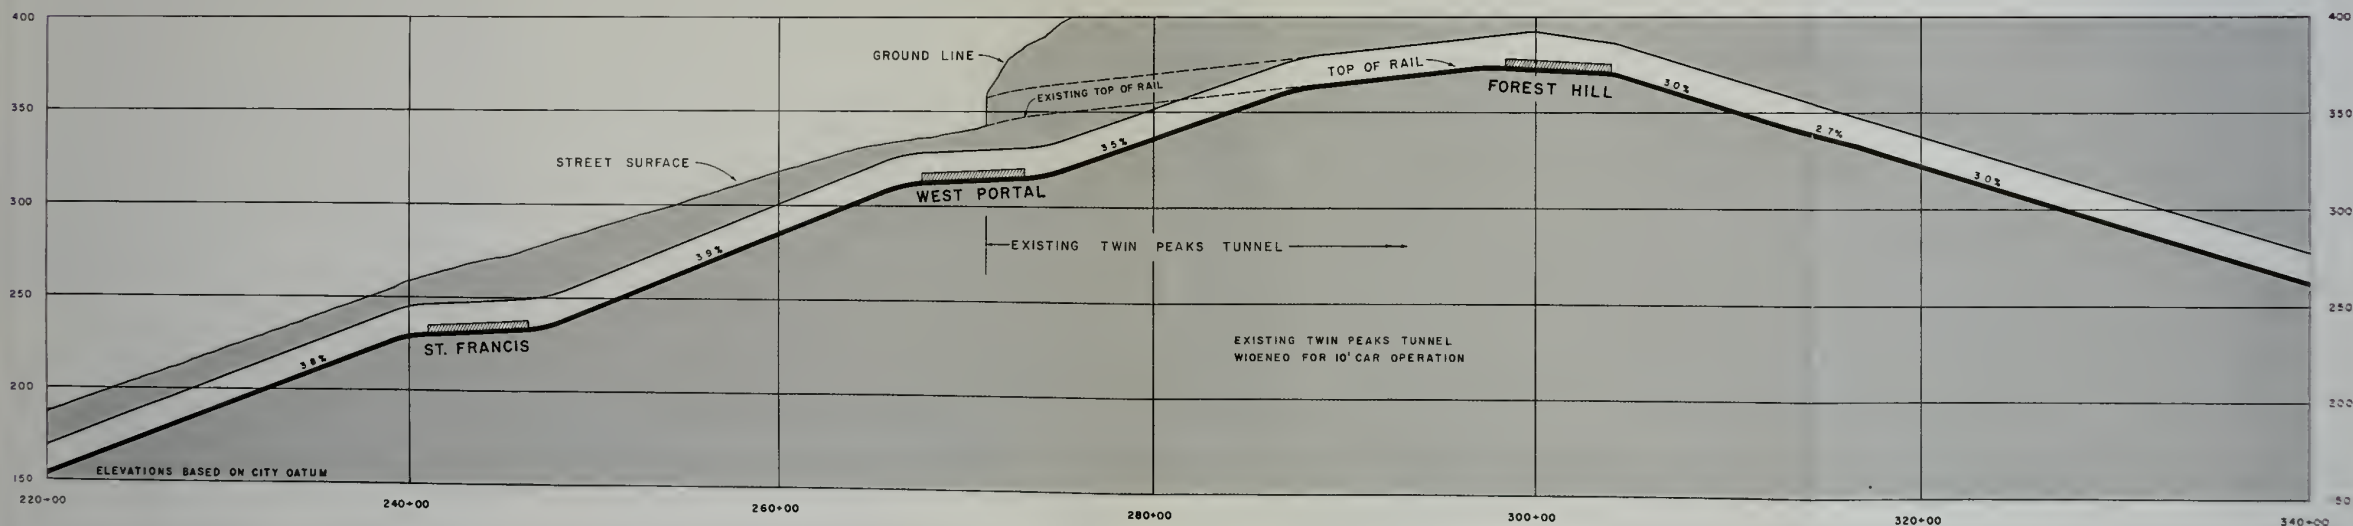 400
400
GROUND LINE
TOP OF RAIL
EXISTING TOP OF RAIL
FOREST HILL
3.0%
350
350
3.5%
2.7%
STREET SURFACE
WEST PORTAL
3.0%
300
300
EXISTING TWIN PEAKS TUNNEL
3.9%
250
250
ST. FRANCIS
EXISTING TWIN PEAKS TUNNEL
WIDENED FOR 10' CAR OPERATION
3.8%
200
200
ELEVATIONS BASED ON CITY DATUM
150
150
220+00
240+00
260+00
280+00
300+00
320+00
340+00